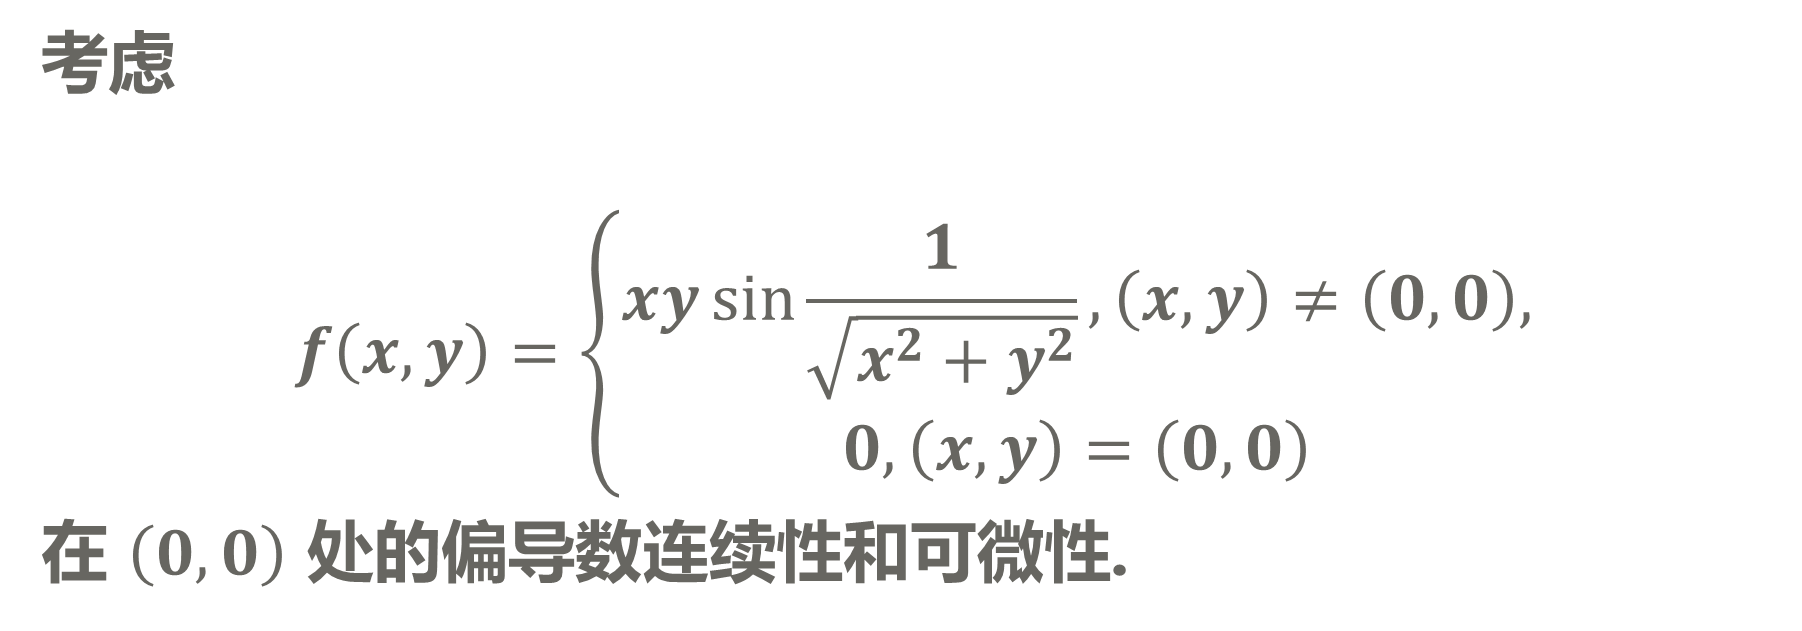 考虑
f(x, y) = { xy sin 1/√(x² + y²), (x, y) ≠ (0, 0),
0, (x, y) = (0, 0)
在 (0, 0) 处的偏导数连续性和可微性.